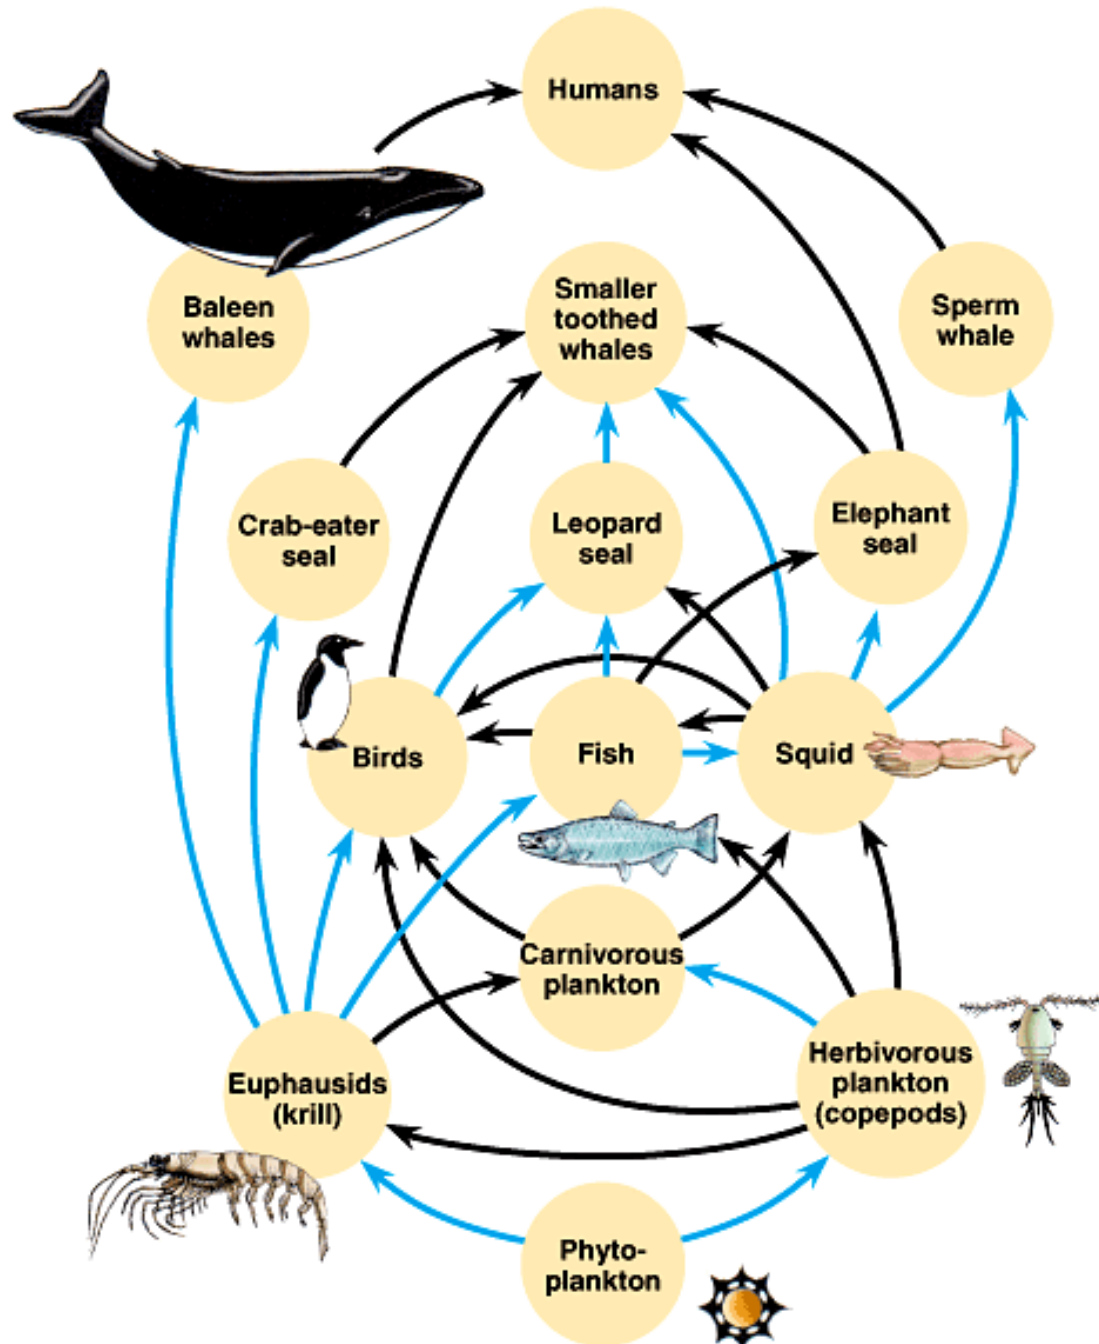 Humans
Baleen
whales
Smaller
toothed
whales
Sperm
whale
Crab-eater
seal
Leopard
seal
Elephant
seal
Birds
Fish
Squid
Carnivorous
plankton
Euphausids
(krill)
Herbivorous
plankton
(copepods)
Phyto-
plankton